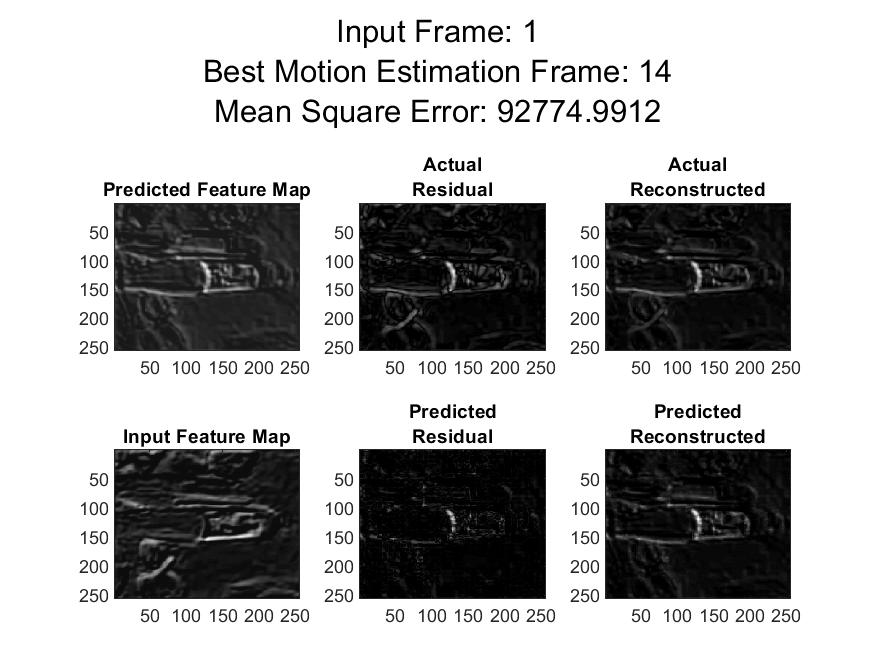 Input Frame: 1
Best Motion Estimation Frame: 14
Mean Square Error: 92774.9912
Predicted Feature Map
Actual
Residual
Actual
Reconstructed
50
100
150
200
250
50 100 150 200 250
50
100
150
200
250
50 100 150 200 250
50
100
150
200
250
50 100 150 200 250
Input Feature Map
Predicted
Residual
Predicted
Reconstructed
50
100
150
200
250
50 100 150 200 250
50
100
150
200
250
50 100 150 200 250
50
100
150
200
250
50 100 150 200 250